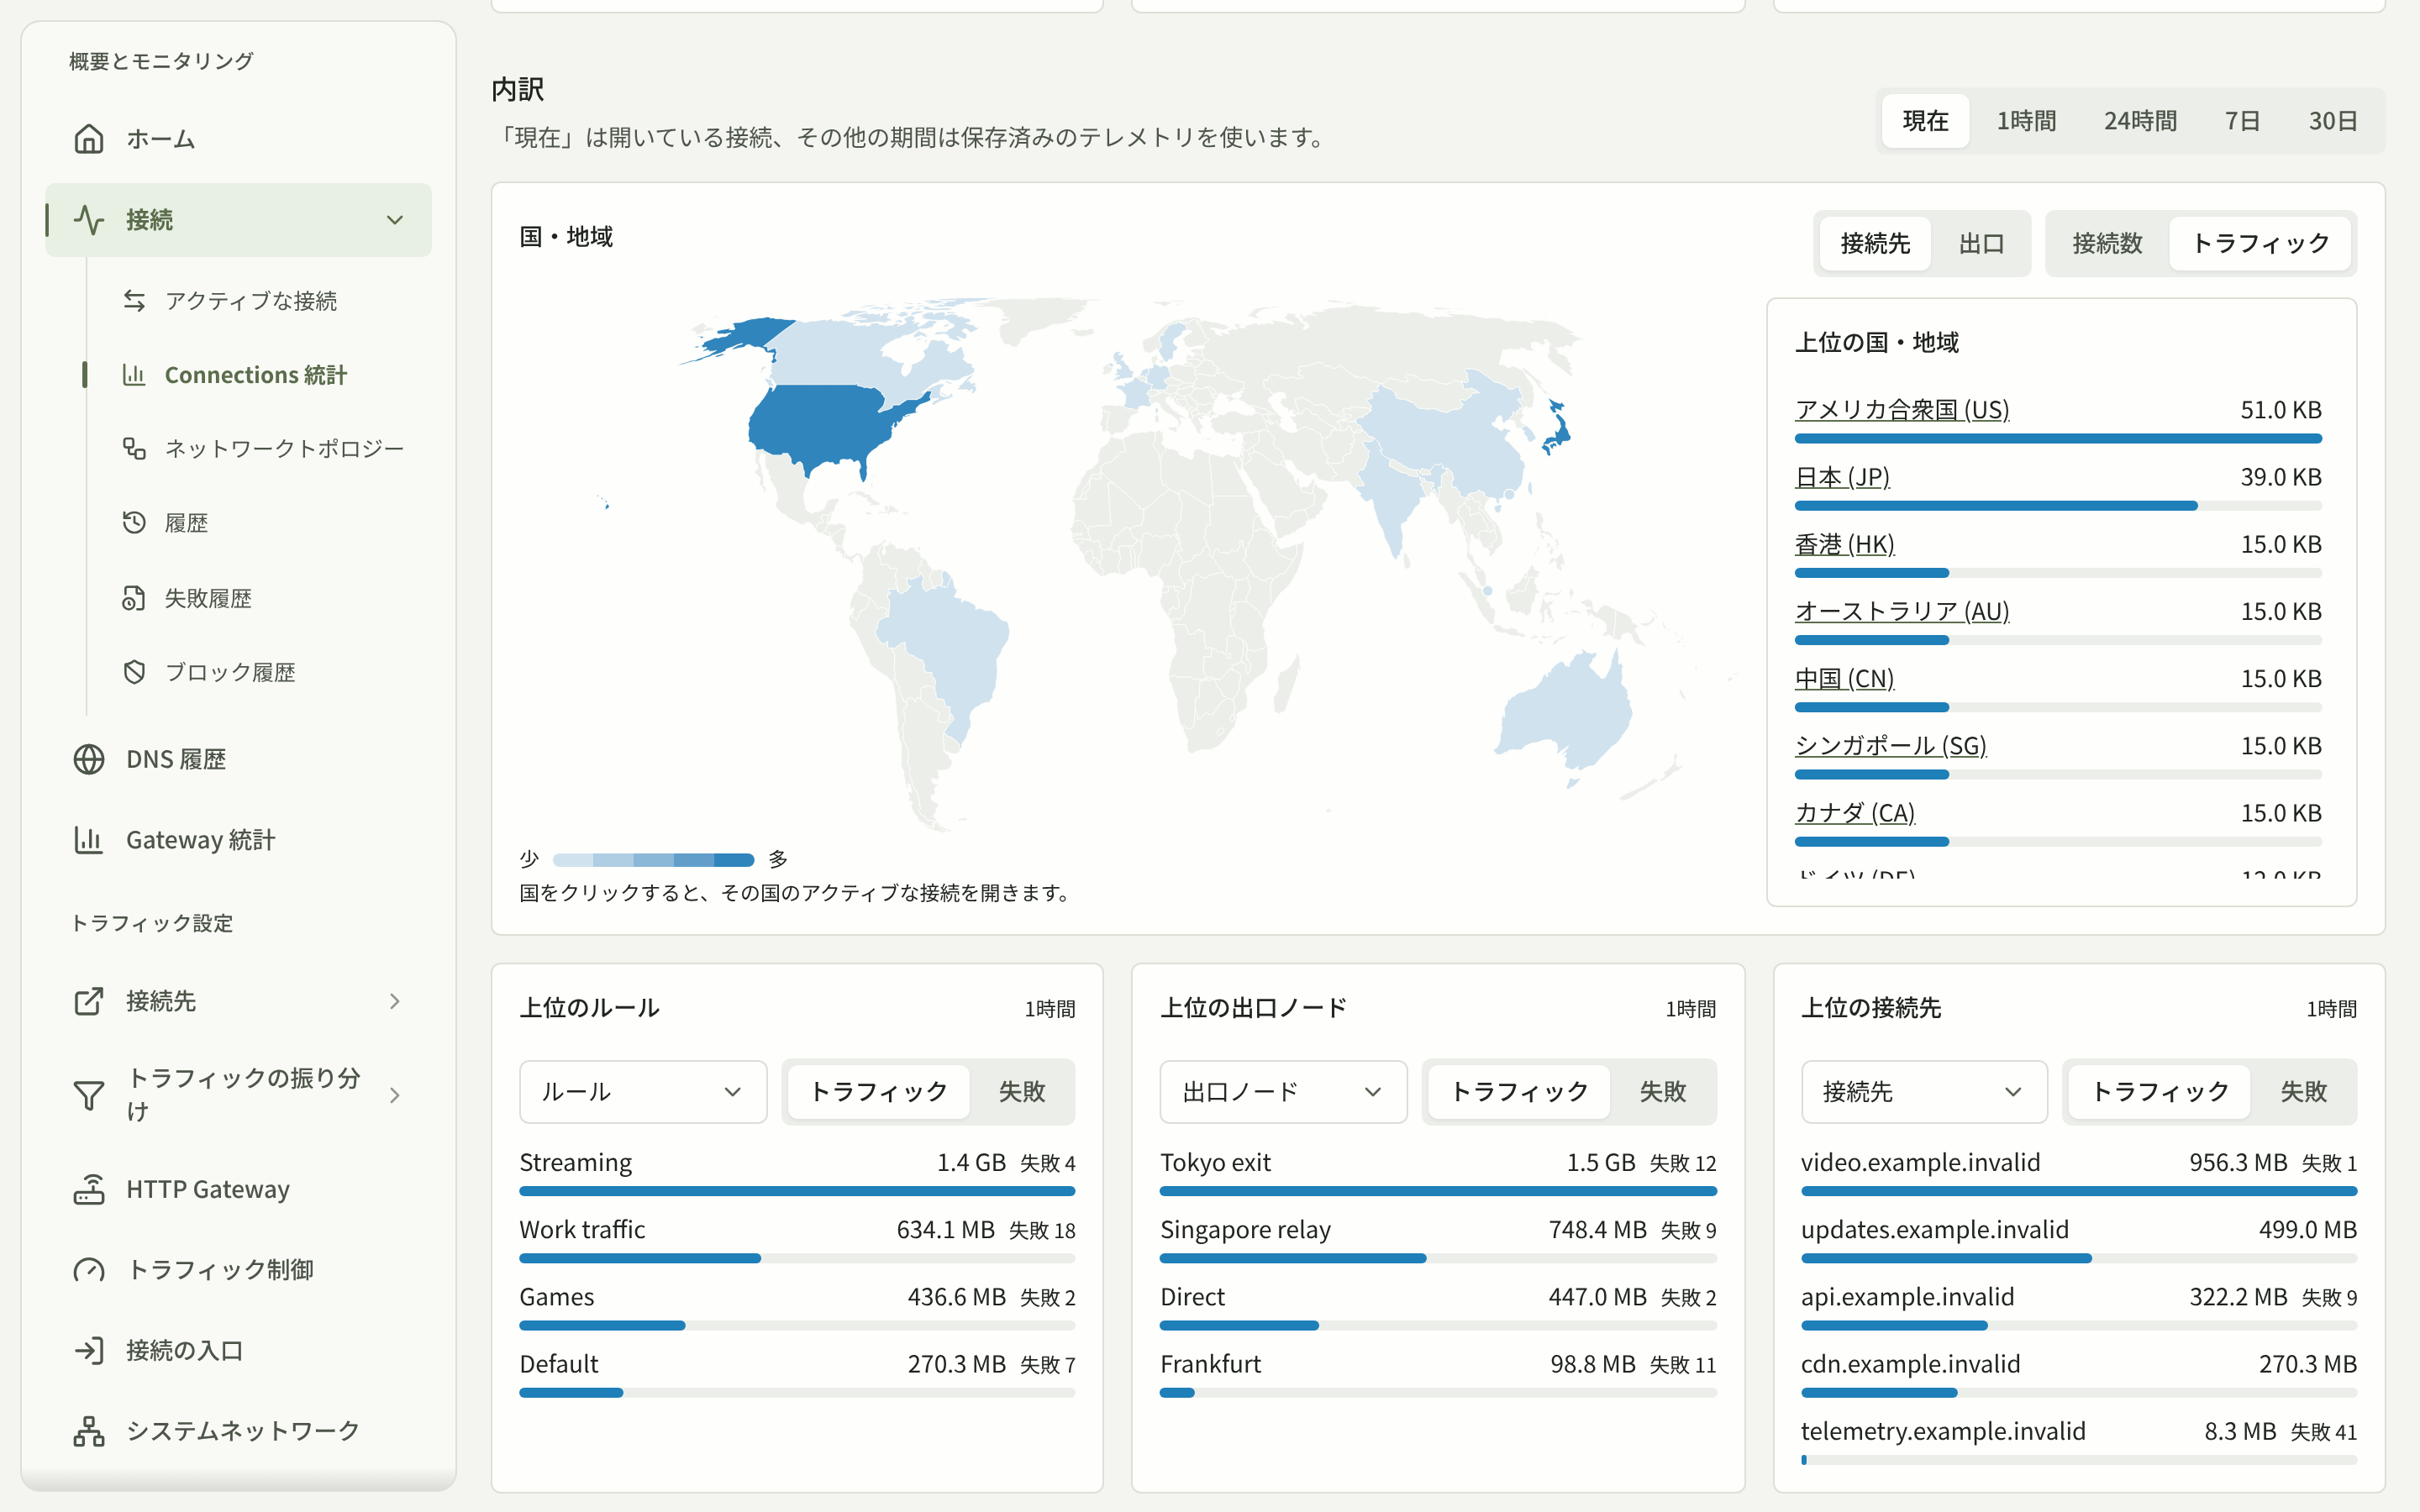 概要とモニタリング
ホーム
接続
アクティブな接続
Connections 統計
ネットワークトポロジー
履歴
失敗履歴
ブロック履歴
DNS 履歴
Gateway 統計
トラフィック設定
接続先
トラフィックの振り分
け
HTTP Gateway
トラフィック制御
接続の入口
システムネットワーク
内訳
「現在」は開いている接続、その他の期間は保存済みのテレメトリを使います。
現在 1時間 24時間 7日 30日
国・地域
接続先 出口 接続数 トラフィック
少 多
国をクリックすると、その国のアクティブな接続を開きます。
上位の国・地域
アメリカ合衆国 (US) 51.0 KB
日本 (JP) 39.0 KB
香港 (HK) 15.0 KB
オーストラリア (AU) 15.0 KB
中国 (CN) 15.0 KB
シンガポール (SG) 15.0 KB
カナダ (CA) 15.0 KB
ドイツ (DE) 12.0 KB
上位のルール 1時間
ルール トラフィック 失敗
Streaming 1.4 GB 失敗 4
Work traffic 634.1 MB 失敗 18
Games 436.6 MB 失敗 2
Default 270.3 MB 失敗 7
上位の出口ノード 1時間
出口ノード トラフィック 失敗
Tokyo exit 1.5 GB 失敗 12
Singapore relay 748.4 MB 失敗 9
Direct 447.0 MB 失敗 2
Frankfurt 98.8 MB 失敗 11
上位の接続先 1時間
接続先 トラフィック 失敗
video.example.invalid 956.3 MB 失敗 1
updates.example.invalid 499.0 MB
api.example.invalid 322.2 MB 失敗 9
cdn.example.invalid 270.3 MB
telemetry.example.invalid 8.3 MB 失敗 41